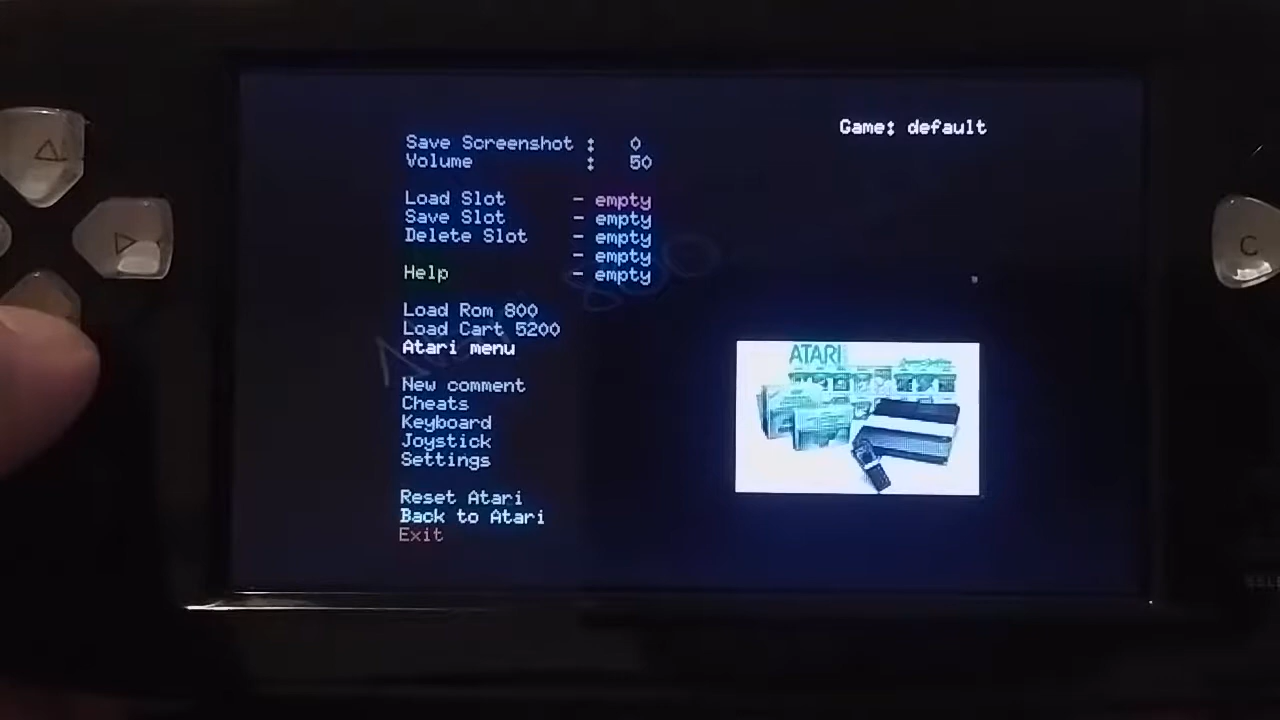 Game: default
Save Screenshot : 0
Volume : 50
Load Slot - empty
Save Slot - empty
Delete Slot - empty
- empty
Help - empty
Load Rom 800
Load Cart 5200
Atari menu
New comment
Cheats
Keyboard
Joystick
Settings
Reset Atari
Back to Atari
Exit
ATARI
C